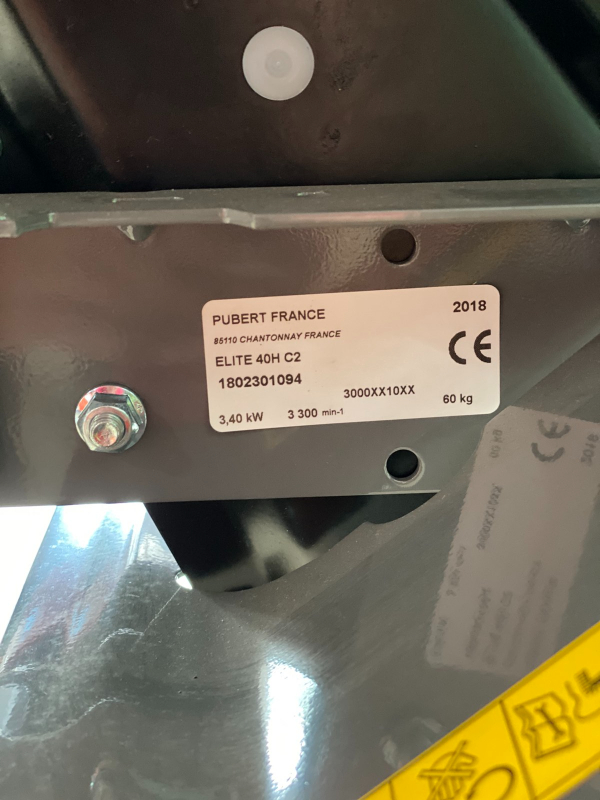 PUBERT FRANCE 2018
85110 CHANTONNAY FRANCE
ELITE 40H C2
1802301094
3000XX10XX
3,40 kW 3 300 min-1 60 kg
CE